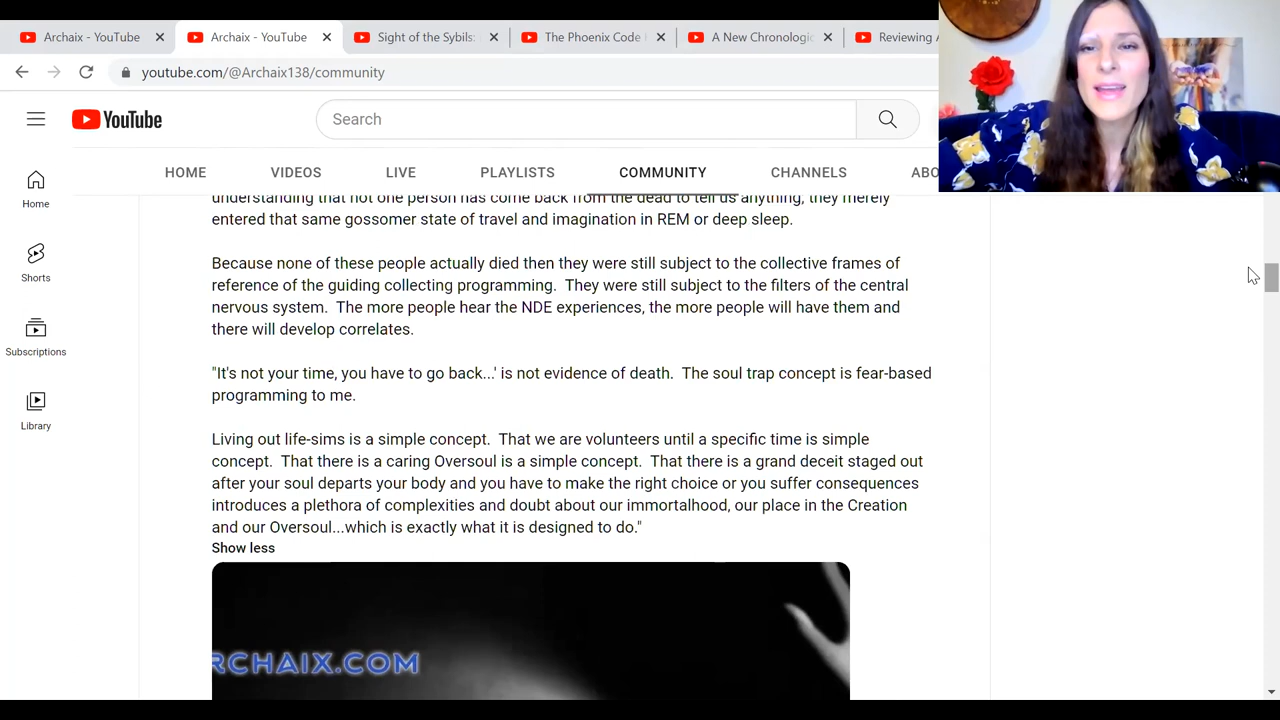 Archaix - YouTube
Archaix - YouTube
Sight of the Sybils:
The Phoenix Code
A New Chronologic
Reviewing A
youtube.com/@Archaix138/community
YouTube
Search
HOME
VIDEOS
LIVE
PLAYLISTS
COMMUNITY
CHANNELS
ABO
Home
Shorts
Subscriptions
Library
understanding that not one person has come back from the dead to tell us anything, they merely
entered that same gossomer state of travel and imagination in REM or deep sleep.
Because none of these people actually died then they were still subject to the collective frames of
reference of the guiding collecting programming. They were still subject to the filters of the central
nervous system. The more people hear the NDE experiences, the more people will have them and
there will develop correlates.
"It's not your time, you have to go back...' is not evidence of death. The soul trap concept is fear-based
programming to me.
Living out life-sims is a simple concept. That we are volunteers until a specific time is simple
concept. That there is a caring Oversoul is a simple concept. That there is a grand deceit staged out
after your soul departs your body and you have to make the right choice or you suffer consequences
introduces a plethora of complexities and doubt about our immortalhood, our place in the Creation
and our Oversoul...which is exactly what it is designed to do."
Show less
RCHAIX.COM